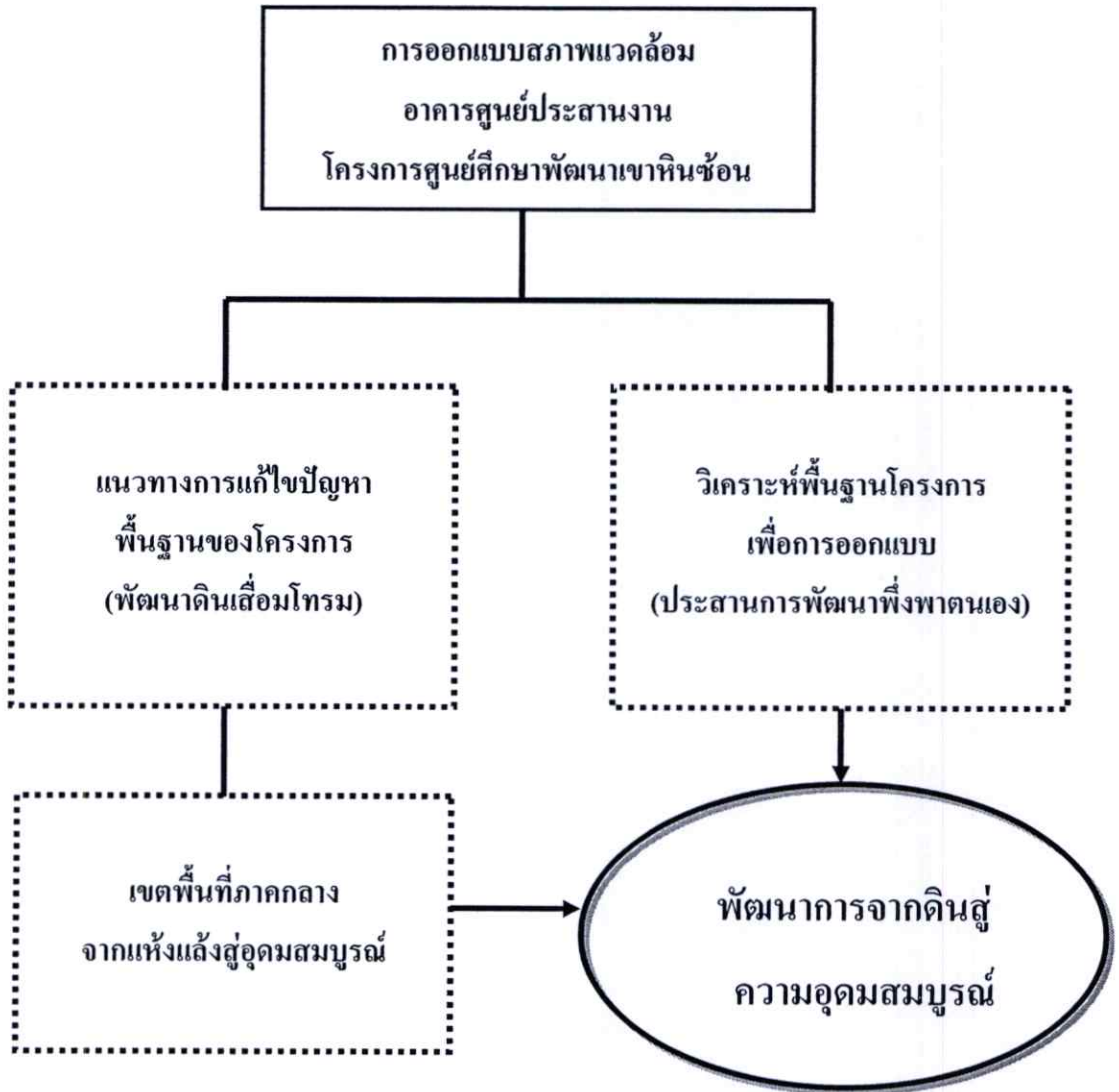 การออกแบบสภาพแวดล้อม
อาคารศูนย์ประสานงาน
โครงการศูนย์ศึกษาพัฒนาเขาหินซ้อน
แนวทางการแก้ไขปัญหา
พื้นฐานของโครงการ
(พัฒนาดินเสื่อมโทรม)
วิเคราะห์พื้นฐานโครงการ
เพื่อการออกแบบ
(ประสานการพัฒนาพึ่งพาตนเอง)
เขตพื้นที่ภาคกลาง
จากแห้งแล้งสู่อุดมสมบูรณ์
พัฒนาการจากดินสู่
ความอุดมสมบูรณ์